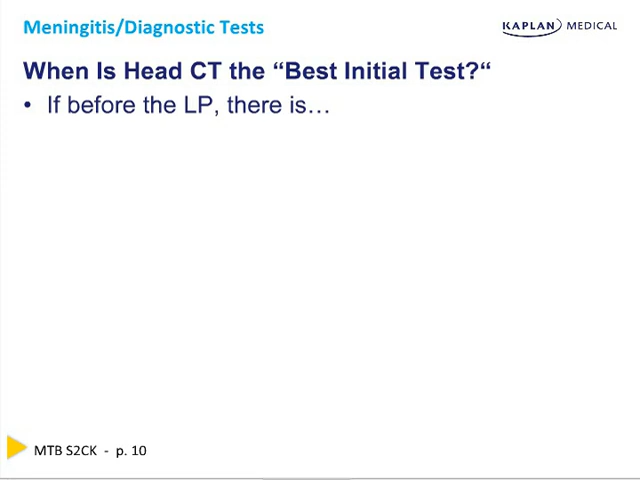 Meningitis/Diagnostic Tests
KAPLAN MEDICAL
When Is Head CT the “Best Initial Test?“
• If before the LP, there is…
MTB S2CK - p. 10